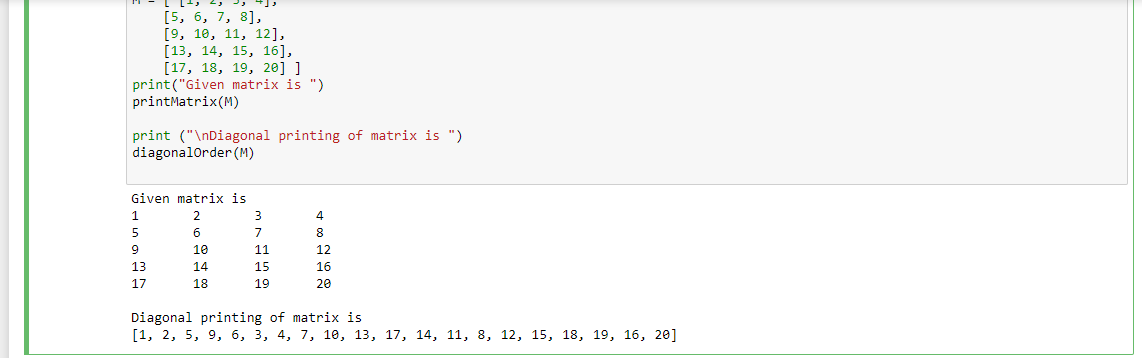 M = [ [1, 2, 3, 4],
[5, 6, 7, 8],
[9, 10, 11, 12],
[13, 14, 15, 16],
[17, 18, 19, 20] ]
print("Given matrix is ")
printMatrix(M)
print ("\nDiagonal printing of matrix is ")
diagonalOrder(M)
Given matrix is
1 2 3 4
5 6 7 8
9 10 11 12
13 14 15 16
17 18 19 20
Diagonal printing of matrix is
[1, 2, 5, 9, 6, 3, 4, 7, 10, 13, 17, 14, 11, 8, 12, 15, 18, 19, 16, 20]